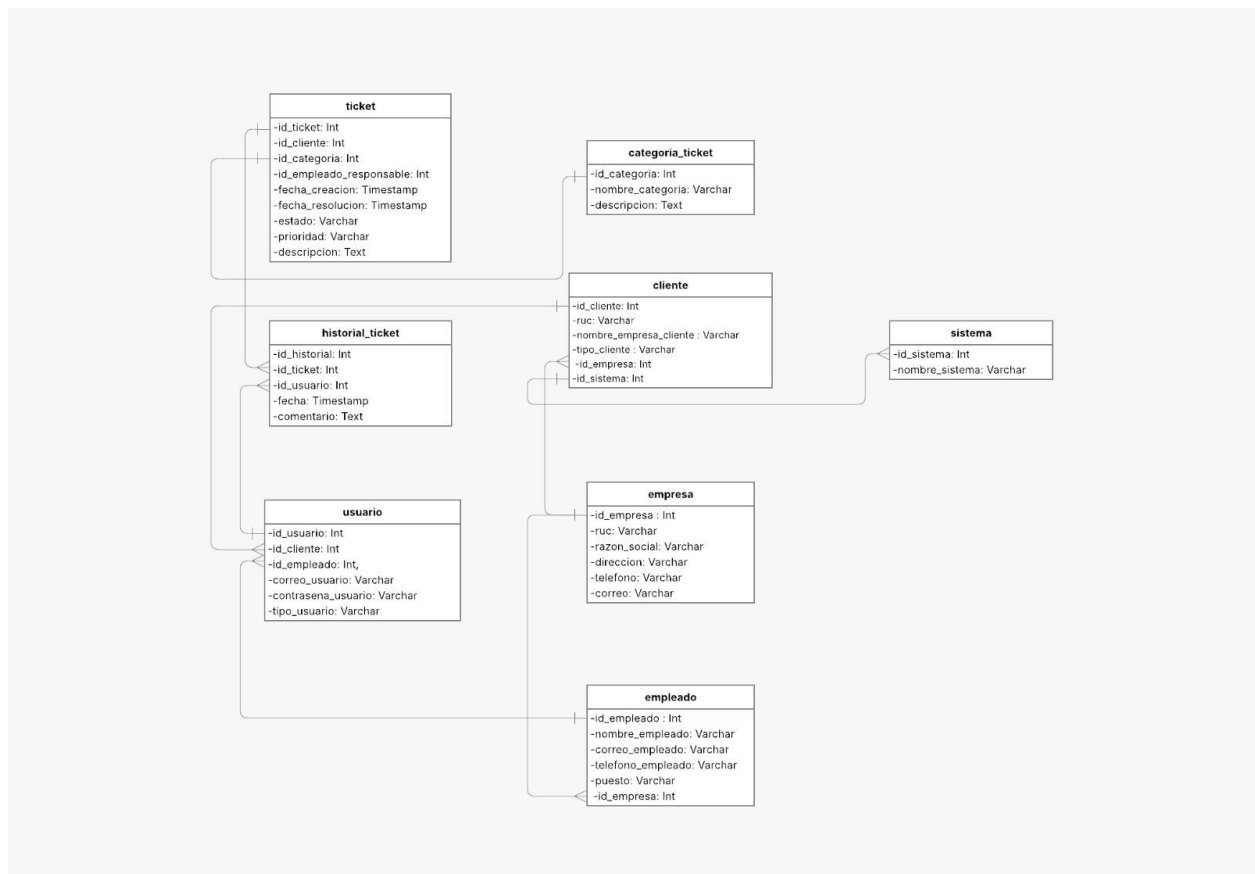 ticket
-id_ticket: Int
-id_cliente: Int
-id_categoria: Int
-id_empleado_responsable: Int
-fecha_creacion: Timestamp
-fecha_resolucion: Timestamp
-estado: Varchar
-prioridad: Varchar
-descripcion: Text
categoria_ticket
-id_categoria: Int
-nombre_categoria: Varchar
-descripcion: Text
cliente
-id_cliente: Int
-ruc: Varchar
-nombre_empresa_cliente : Varchar
-tipo_cliente : Varchar
-id_empresa: Int
-id_sistema: Int
historial_ticket
-id_historial: Int
-id_ticket: Int
-id_usuario: Int
-fecha: Timestamp
-comentario: Text
sistema
-id_sistema: Int
-nombre_sistema: Varchar
usuario
-id_usuario: Int
-id_cliente: Int
-id_empleado: Int,
-correo_usuario: Varchar
-contrasena_usuario: Varchar
-tipo_usuario: Varchar
empresa
-id_empresa : Int
-ruc: Varchar
-razon_social: Varchar
-direccion: Varchar
-telefono: Varchar
-correo: Varchar
empleado
-id_empleado : Int
-nombre_empleado: Varchar
-correo_empleado: Varchar
-telefono_empleado: Varchar
-puesto: Varchar
-id_empresa: Int